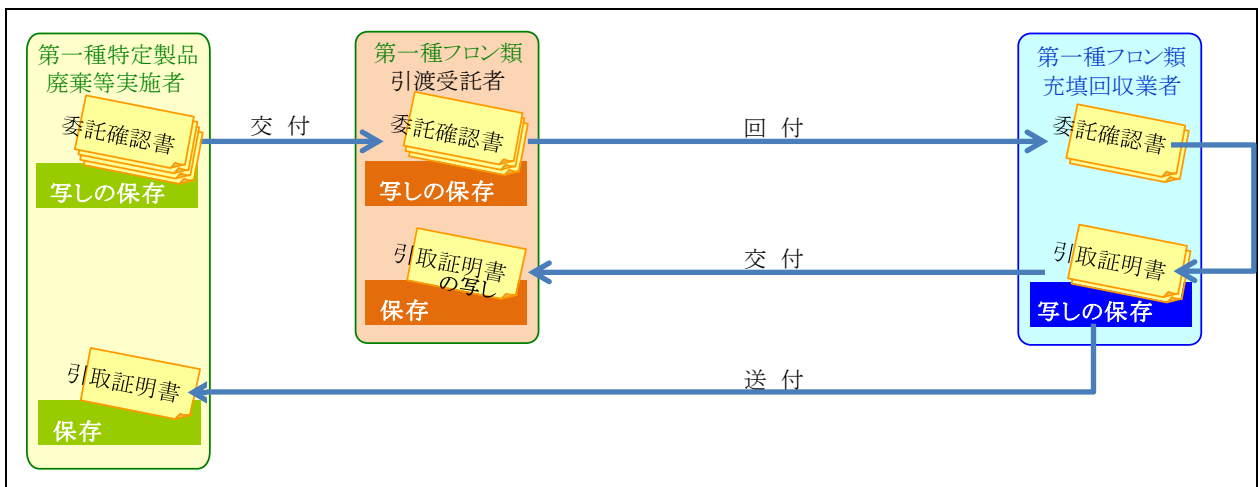 第一種特定製品
廃棄等実施者
委託確認書
写しの保存
交 付
第一種フロン類
引渡受託者
委託確認書
写しの保存
回 付
第一種フロン類
充填回収業者
委託確認書
引取証明書
写しの保存
交 付
引取証明書
の写し
保存
送 付
引取証明書
保存